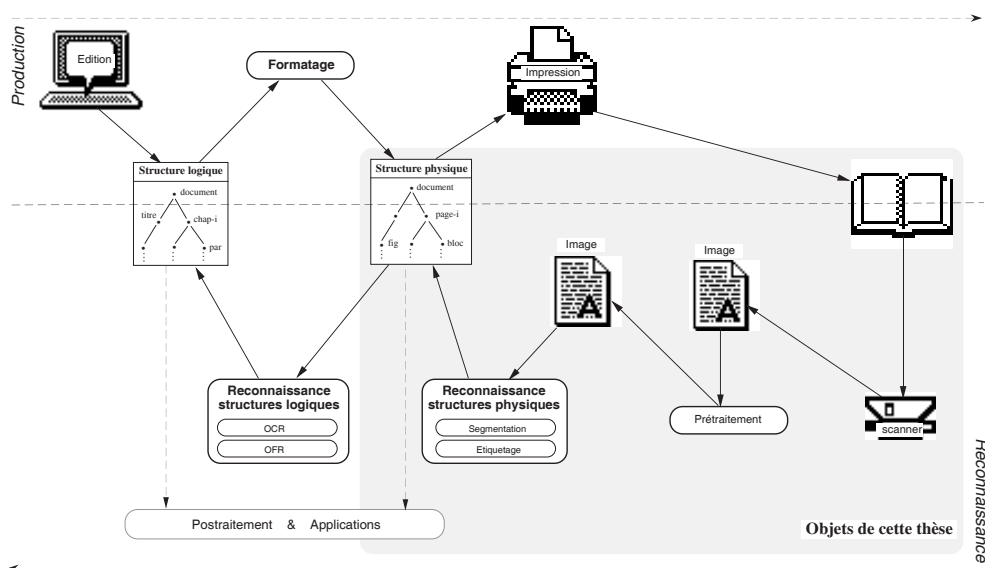 Production
Edition
Formatage
Impression
Structure logique
document
titre
chap-i
par
Structure physique
document
page-i
fig
bloc
Image
Image
Reconnaissance
structures logiques
OCR
OFR
Reconnaissance
structures physiques
Segmentation
Etiquetage
Prétraitement
scanner
Postraitement & Applications
Objets de cette thèse
Reconnaissance